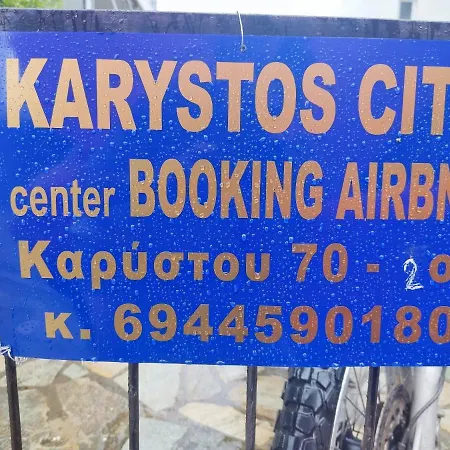 KARYSTOS CIT
center BOOKING AIRBN
Καρύστου 70 - 2ο
κ. 6944590180